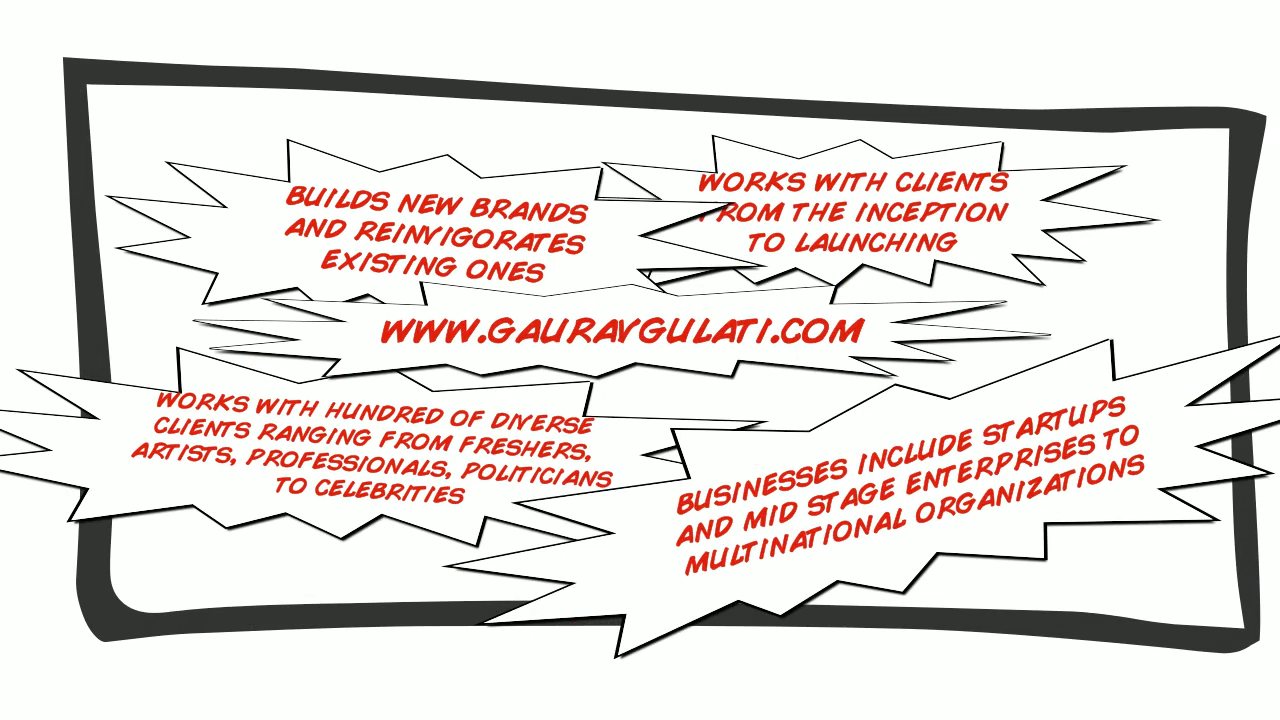 BUILDS NEW BRANDS
AND REINVIGORATES
EXISTING ONES
WORKS WITH CLIENTS
FROM THE INCEPTION
TO LAUNCHING
WWW.GAURAVGULATI.COM
WORKS WITH HUNDRED OF DIVERSE
CLIENTS RANGING FROM FRESHERS,
ARTISTS, PROFESSIONALS, POLITICIANS
TO CELEBRITIES
BUSINESSES INCLUDE STARTUPS
AND MID STAGE ENTERPRISES TO
MULTINATIONAL ORGANIZATIONS